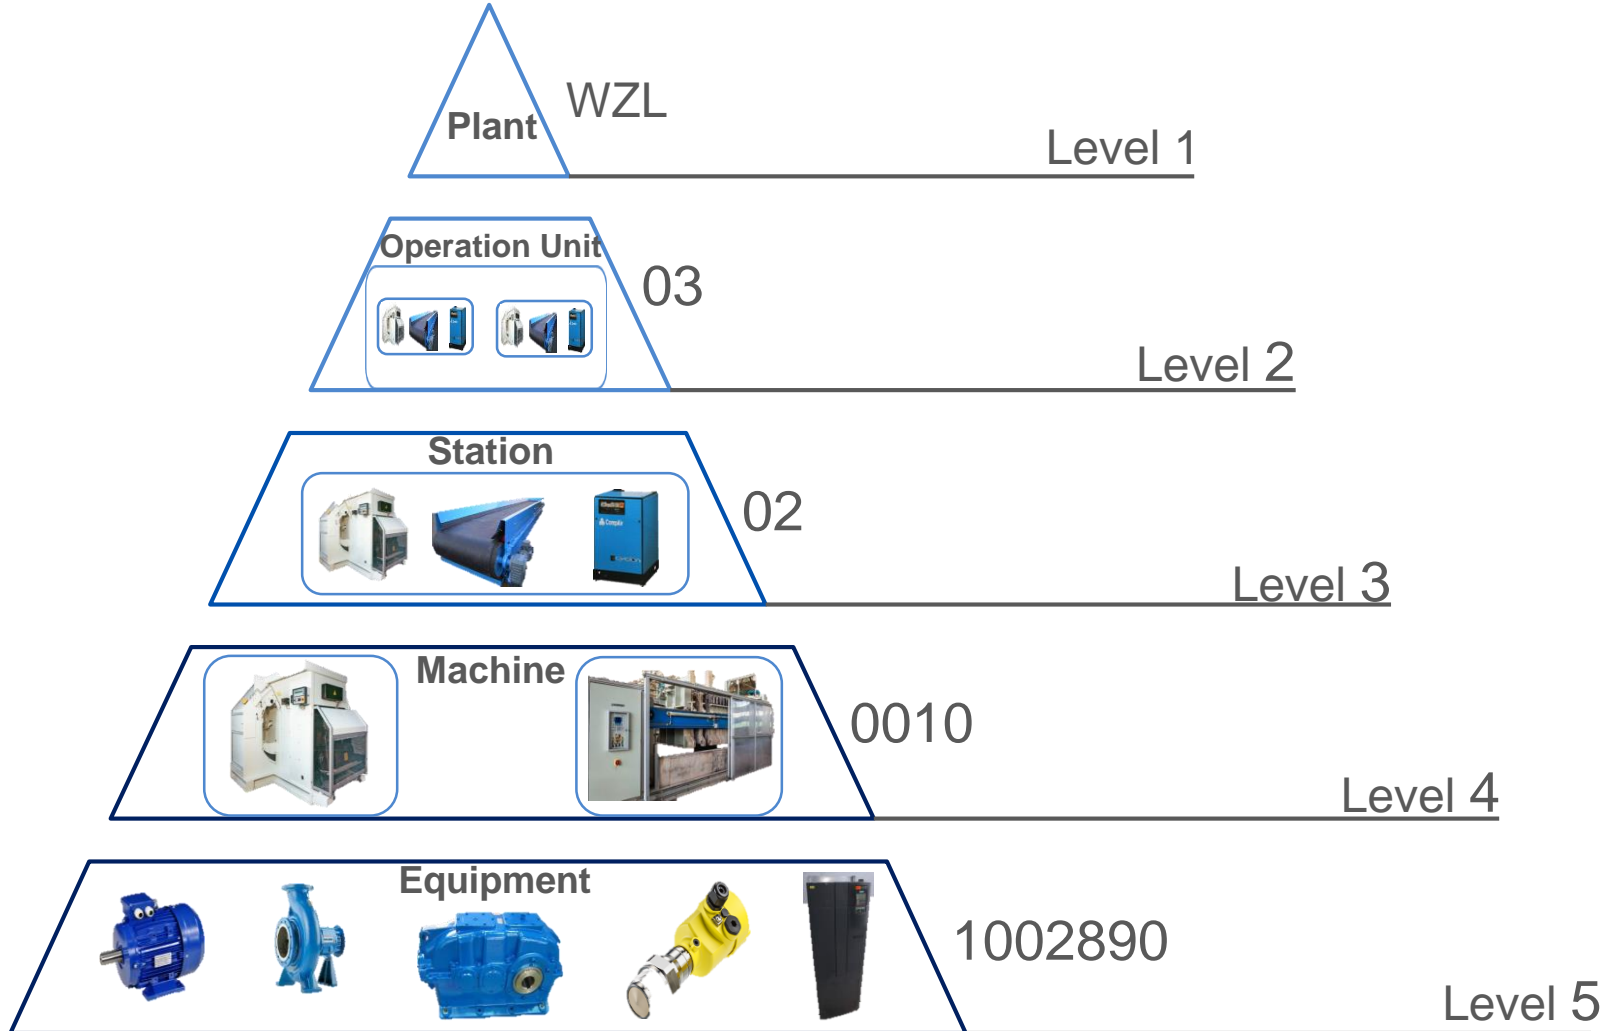 WZL
Plant
Level 1
Operation Unit
03
Level 2
Station
CompAir
02
Level 3
Machine
0010
Level 4
Equipment
1002890
Level 5